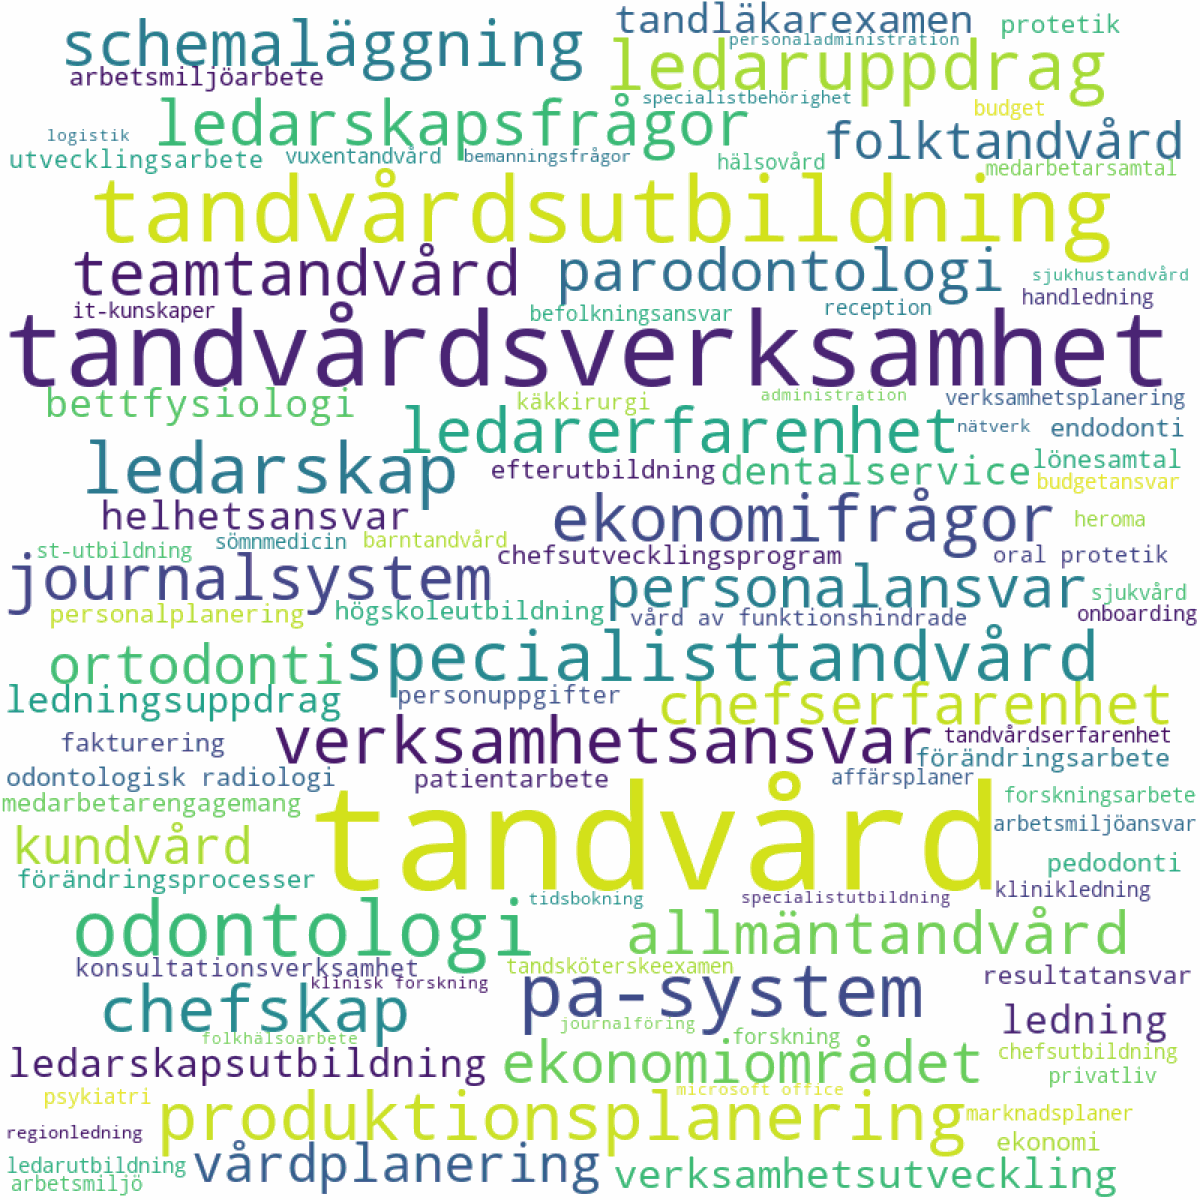 schemaläggning
tandläkarexamen
protetik
personaladministration
arbetsmiljöarbete
ledaruppdrag
specialistbehörighet
budget
ledarskapsfrågor
folktandvård
logistik
utvecklingsarbete
vuxentandvård
bemanningsfrågor
hälsovård
medarbetarsamtal
tandvårdsutbildning
teamtandvård
parodontologi
sjukhustandvård
handledning
it-kunskaper
befolkningsansvar
reception
tandvårdsverksamhet
bettfysiologi
käkkirurgi
administration
verksamhetsplanering
ledarerfarenhet
nätverk
endodonti
ledarskap
efterutbildning
dentalservice
lönesamtal
budgetansvar
helhetsansvar
ekonomifrågor
heroma
st-utbildning
sömnmedicin
barntandvård
chefsutvecklingsprogram
oral protetik
journalsystem
personalansvar
sjukvård
personalplanering
högskoleutbildning
vård av funktionshindrade
onboarding
ortodonti
specialisttandvård
ledningsuppdrag
personuppgifter
chefserfarenhet
fakturering
verksamhetsansvar
tandvårdserfarenhet
förändringsarbete
odontologisk radiologi
patientarbete
affärsplaner
medarbetarengagemang
tandvård
forskningsarbete
arbetsmiljöansvar
kundvård
pedodonti
förändringsprocesser
klinikledning
tidsbokning
specialistutbildning
odontologi
allmäntandvård
konsultationsverksamhet
tandsköterskeexamen
resultatansvar
klinisk forskning
chefskap
pa-system
ledning
journalföring
folkhälsoarbete
forskning
ledarskapsutbildning
ekonomiområdet
chefsutbildning
privatliv
psykiatri
microsoft office
produktionsplanering
marknadsplaner
regionledning
ekonomi
ledarutbildning
vårdplanering
verksamhetsutveckling
arbetsmiljö